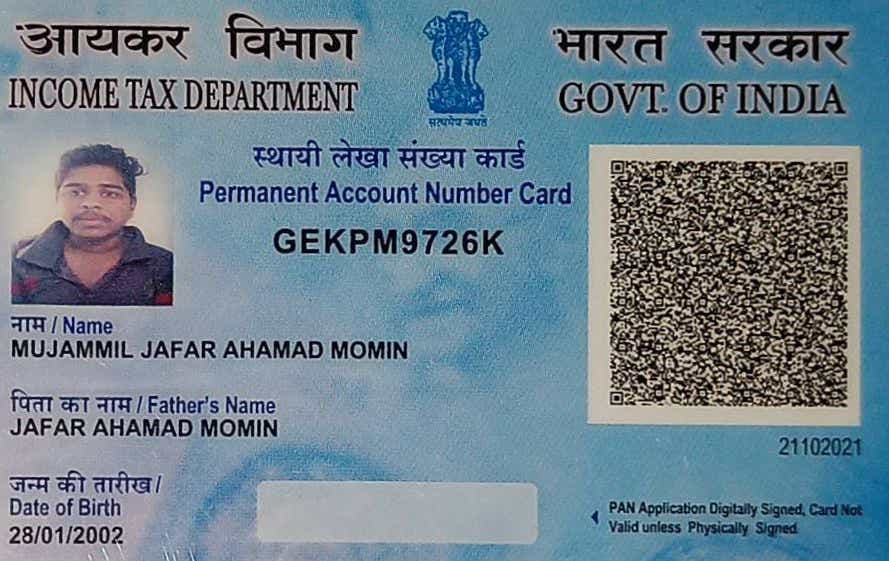 आयकर विभाग
INCOME TAX DEPARTMENT
भारत सरकार
GOVT. OF INDIA
सत्यमेव जयते
स्थायी लेखा संख्या कार्ड
Permanent Account Number Card
GEKPM9726K
नाम / Name
MUJAMMIL JAFAR AHAMAD MOMIN
पिता का नाम / Father's Name
JAFAR AHAMAD MOMIN
जन्म की तारीख /
Date of Birth
28/01/2002
21102021
PAN Application Digitally Signed, Card Not
Valid unless Physically Signed